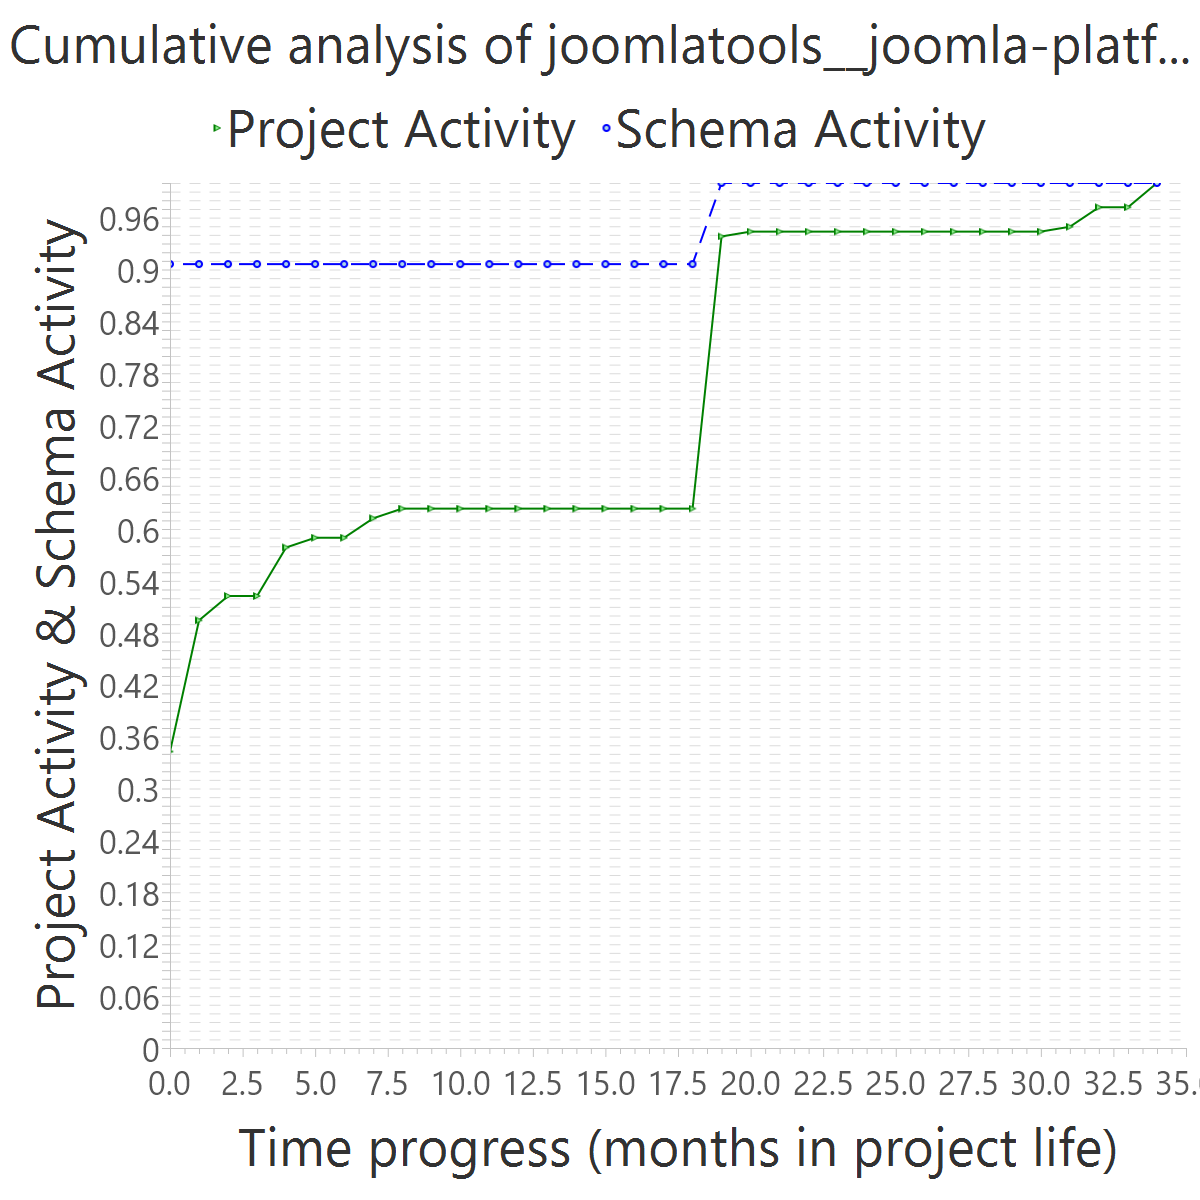 Cumulative analysis of joomlatools__joomla-platf...
Project Activity
Schema Activity
Project Activity & Schema Activity
0.96
0.9
0.84
0.78
0.72
0.66
0.6
0.54
0.48
0.42
0.36
0.3
0.24
0.18
0.12
0.06
0
0.0 2.5 5.0 7.5 10.0 12.5 15.0 17.5 20.0 22.5 25.0 27.5 30.0 32.5 35.0
Time progress (months in project life)